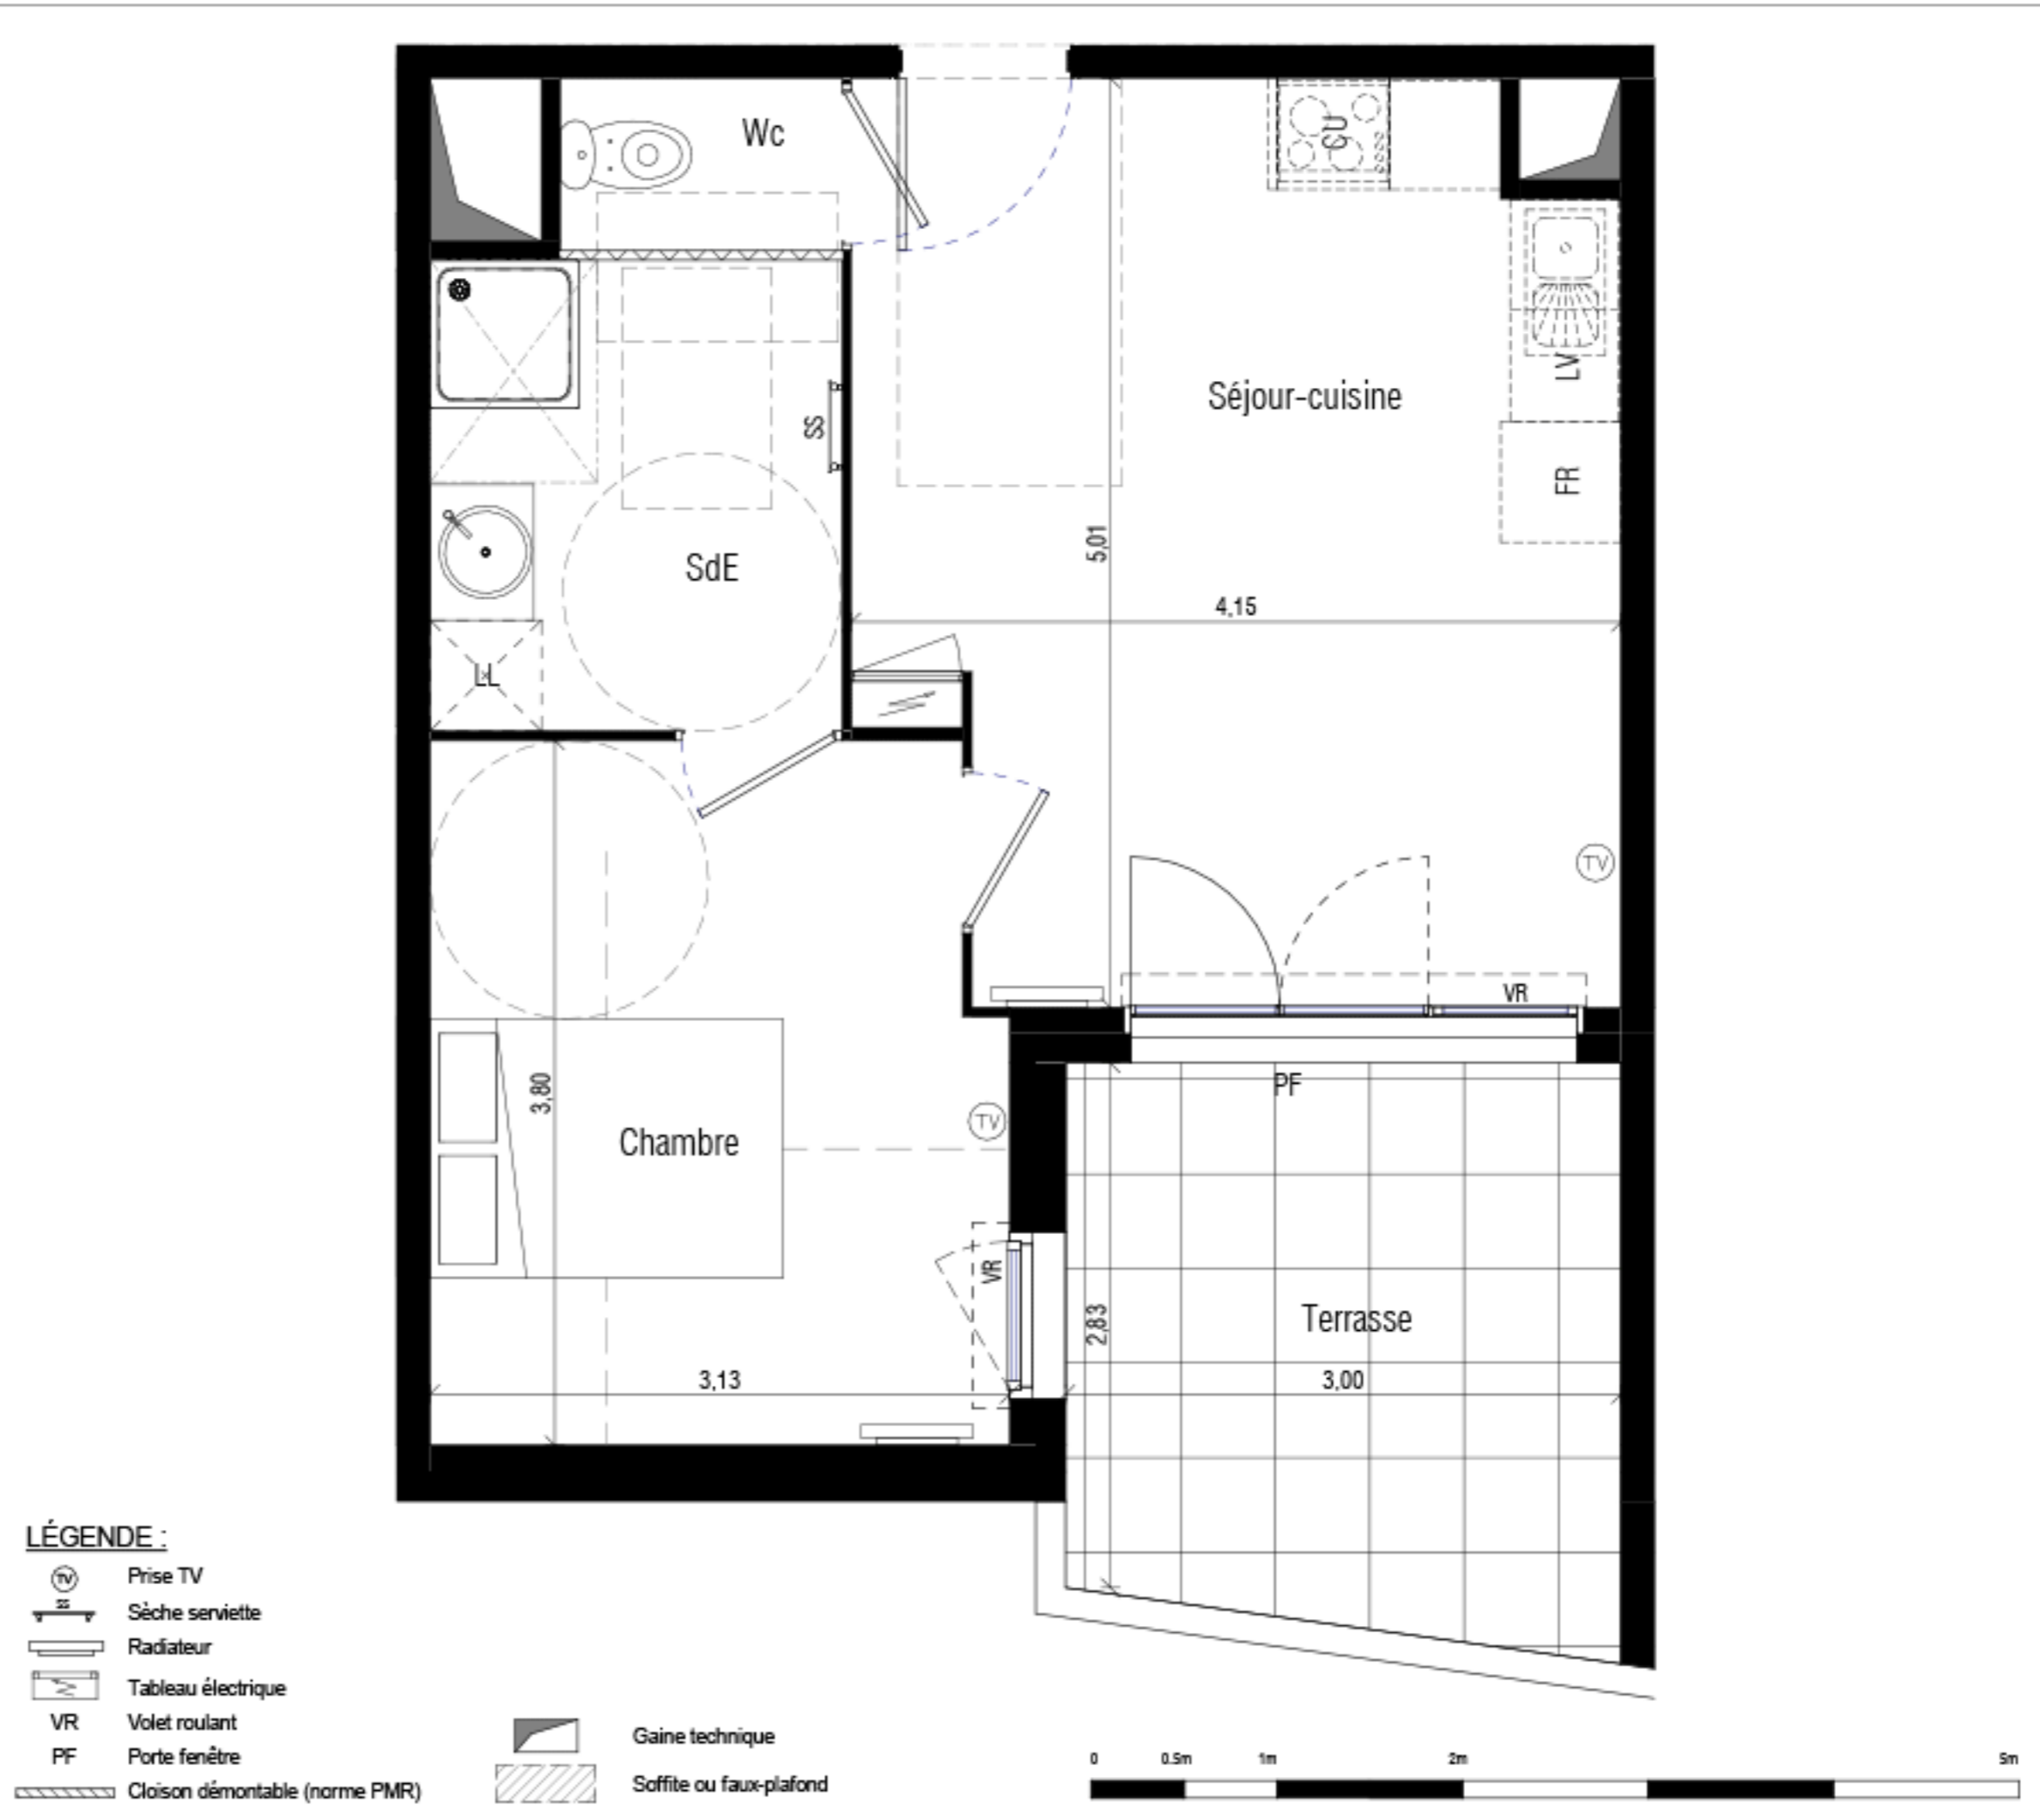 Wc
CU
Séjour-cuisine
LV
SS
FR
5,01
SdE
4,15
LL
TV
VR
PF
3,80
TV
Chambre
VR
2,83
Terrasse
3,13
3,00
LÉGENDE :
TV Prise TV
SS Sèche serviette
Radiateur
Tableau électrique
VR Volet roulant
PF Porte fenêtre
Cloison démontable (norme PMR)
Gaine technique
Soffite ou faux-plafond
0 0.5m 1m 2m 5m